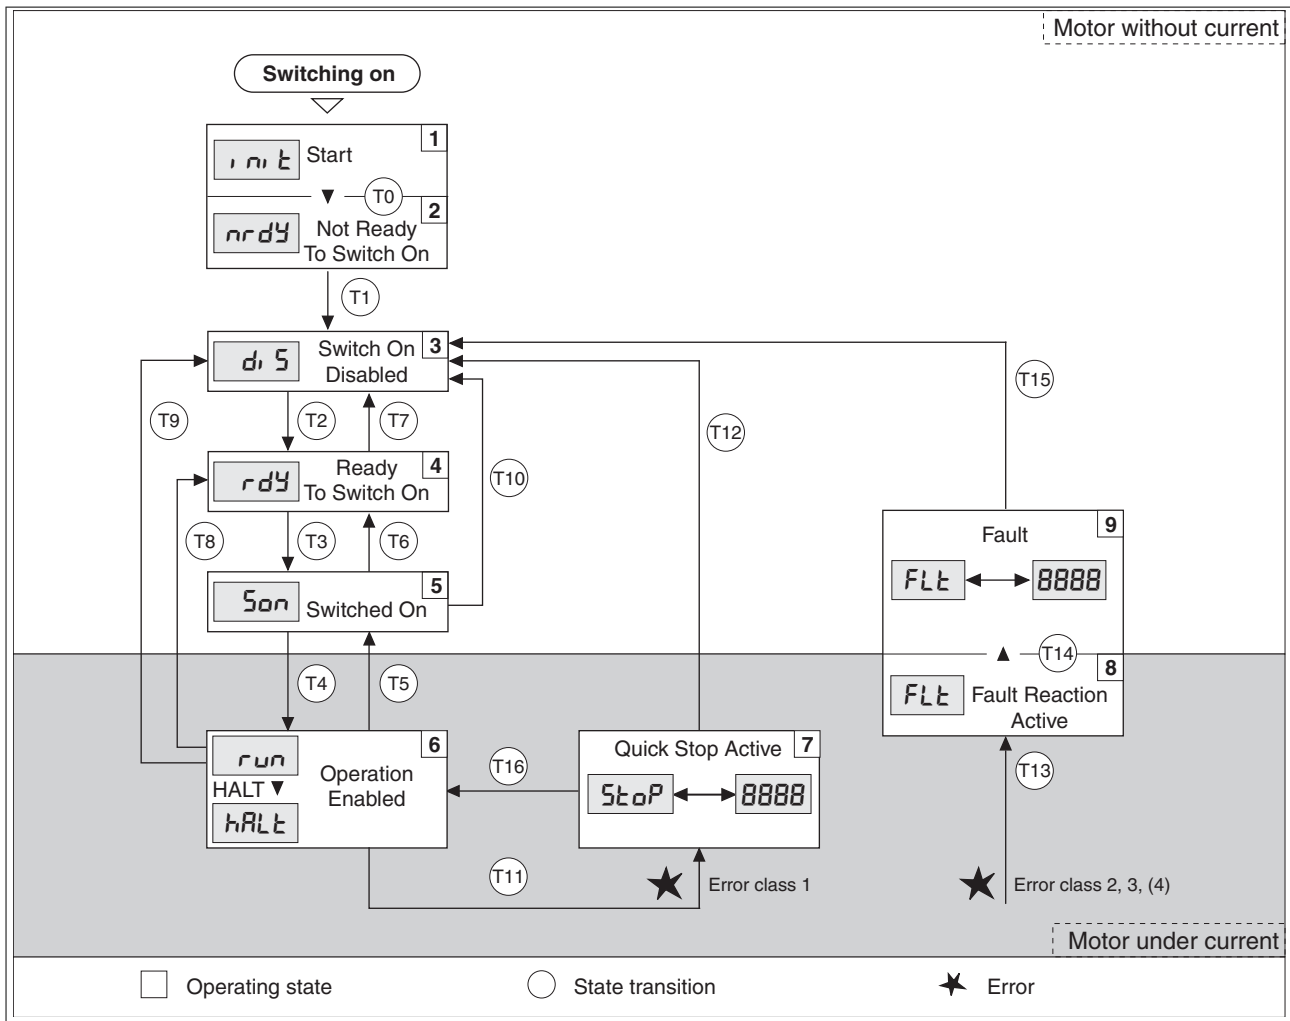 Motor without current
Switching on
1
init Start
T0
2
nrdy Not Ready
To Switch On
T1
3
diS Switch On
Disabled
T15
T9
T2
T7
T12
4
rdy Ready
To Switch On
T10
T8
T3
T6
9
Fault
FLt 8888
5
Son Switched On
T14
8
FLt Fault Reaction
Active
T4
T5
6
run
HALT
hALt
Operation
Enabled
T16
7
Quick Stop Active
StoP 8888
T13
T11
Error class 1
Error class 2, 3, (4)
Motor under current
Operating state
State transition
Error